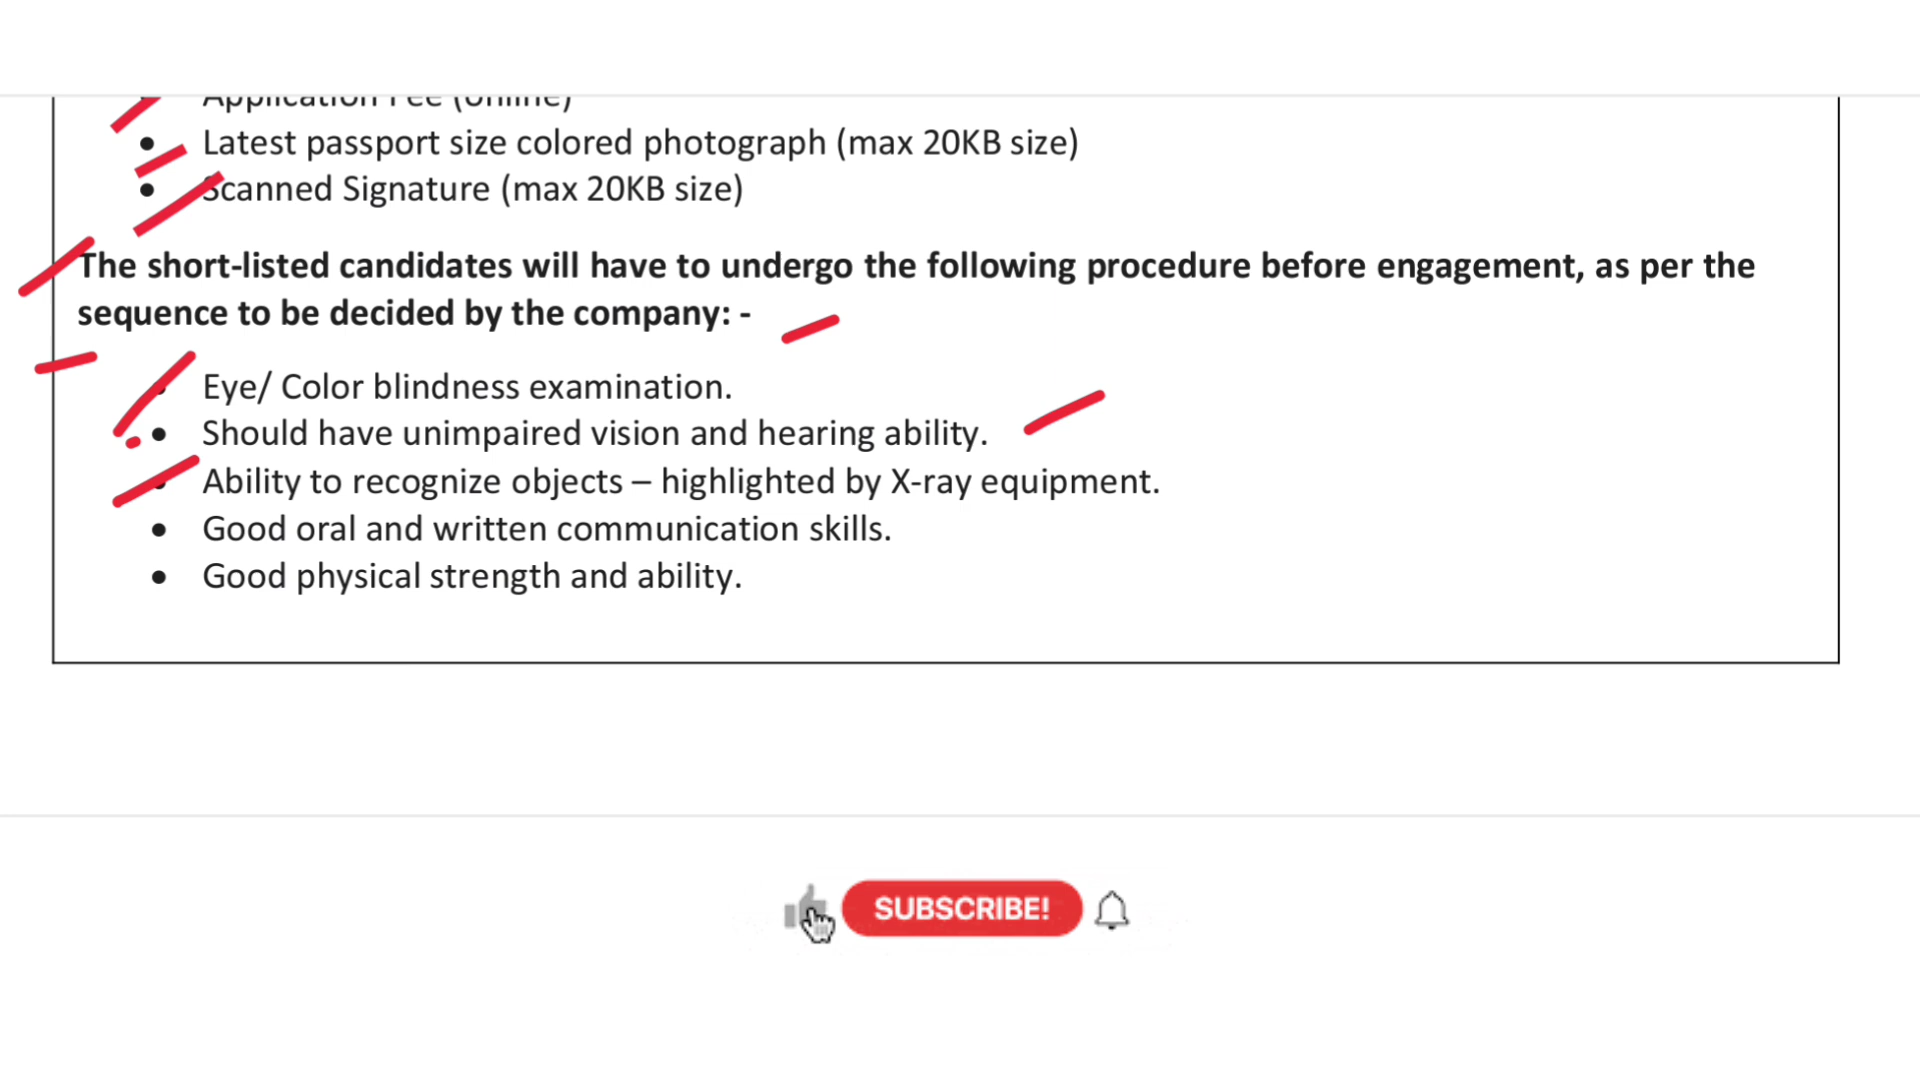 Application Fee (online)
• Latest passport size colored photograph (max 20KB size)
• Scanned Signature (max 20KB size)
The short-listed candidates will have to undergo the following procedure before engagement, as per the
sequence to be decided by the company: -
• Eye/ Color blindness examination.
• Should have unimpaired vision and hearing ability.
• Ability to recognize objects – highlighted by X-ray equipment.
• Good oral and written communication skills.
• Good physical strength and ability.
SUBSCRIBE!